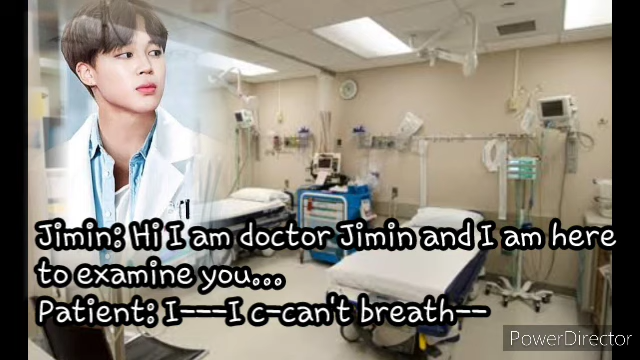 Jimin: Hi I am doctor Jimin and I am here
to examine you...
Patient: I---I c-can't breath--
PowerDirector